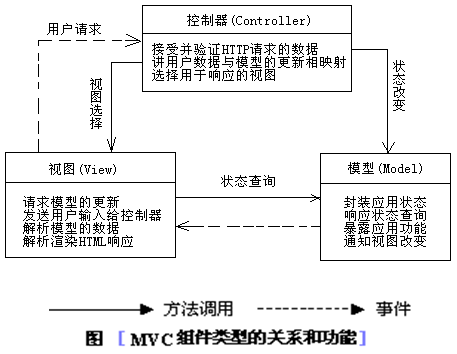 用户请求
控制器(Controller)
接受并验证HTTP请求的数据
讲用户数据与模型的更新相映射
选择用于响应的视图
视图选择
状态改变
视图(View)
请求模型的更新
发送用户输入给控制器
解析模型的数据
解析渲染HTML响应
状态查询
模型(Model)
封装应用状态
响应状态查询
暴露应用功能
通知视图改变
方法调用
事件
图 [MVC组件类型的关系和功能]